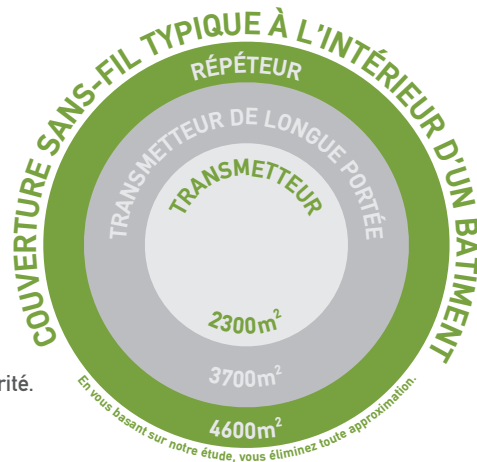 COUVERTURE SANS-FIL TYPIQUE À L'INTÉRIEUR D'UN BATIMENT
RÉPÉTEUR
TRANSMETTEUR DE LONGUE PORTÉE
TRANSMETTEUR
2300m²
3700m²
4600m²
En vous basant sur notre étude, vous éliminez toute approximation.
rité.